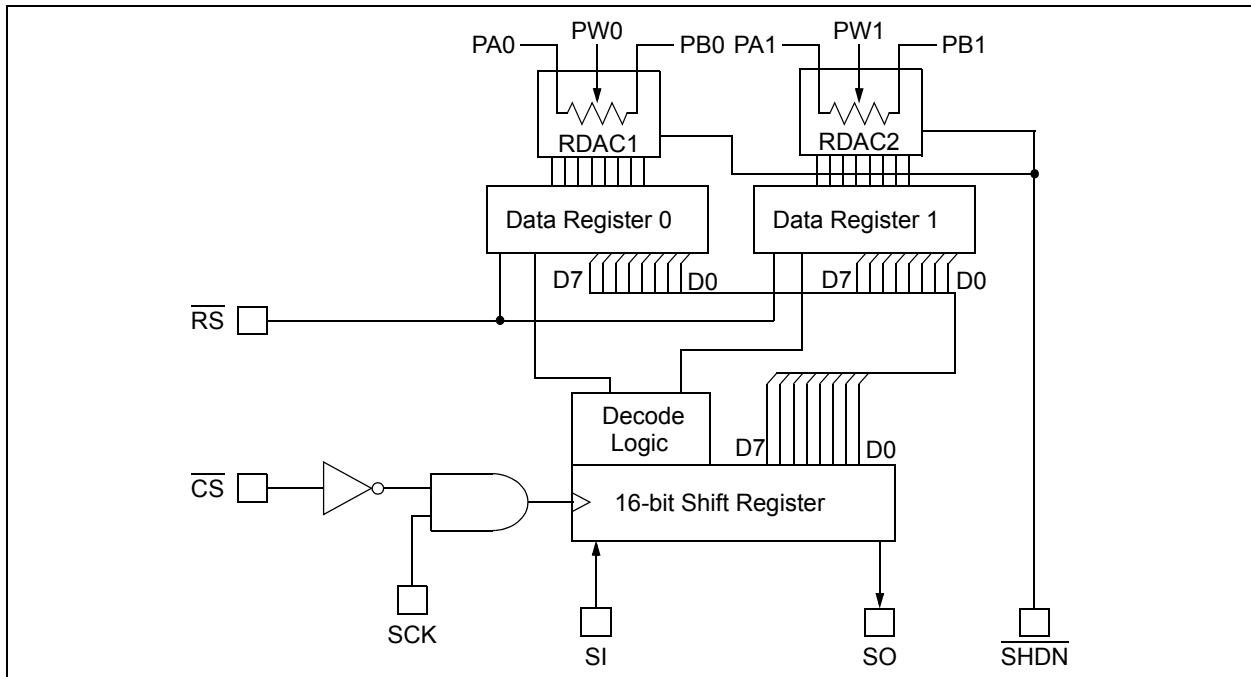 PA0 PW0 PB0 PA1 PW1 PB1
RDAC1 RDAC2
Data Register 0 Data Register 1
D7 D0 D7 D0
RS
Decode
Logic
D7 D0
CS
16-bit Shift Register
SCK
SI SO SHDN